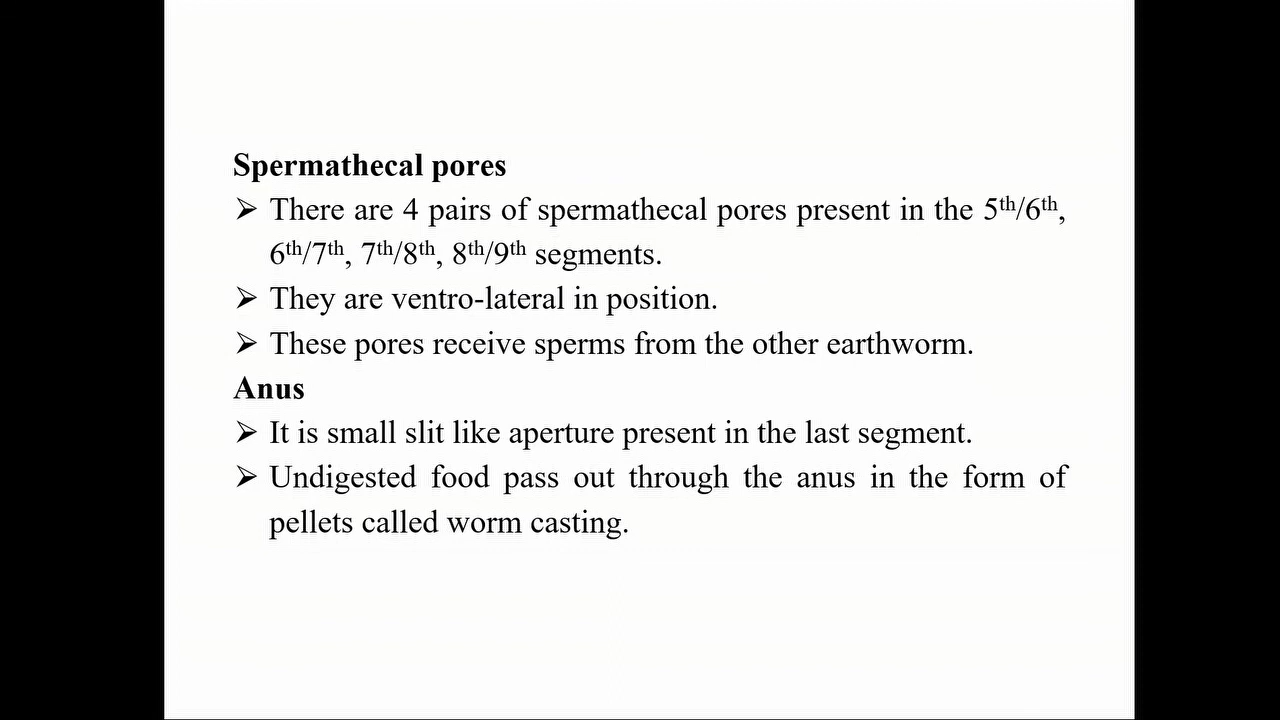 Spermathecal pores
➢ There are 4 pairs of spermathecal pores present in the 5th/6th,
6th/7th, 7th/8th, 8th/9th segments.
➢ They are ventro-lateral in position.
➢ These pores receive sperms from the other earthworm.
Anus
➢ It is small slit like aperture present in the last segment.
➢ Undigested food pass out through the anus in the form of
pellets called worm casting.